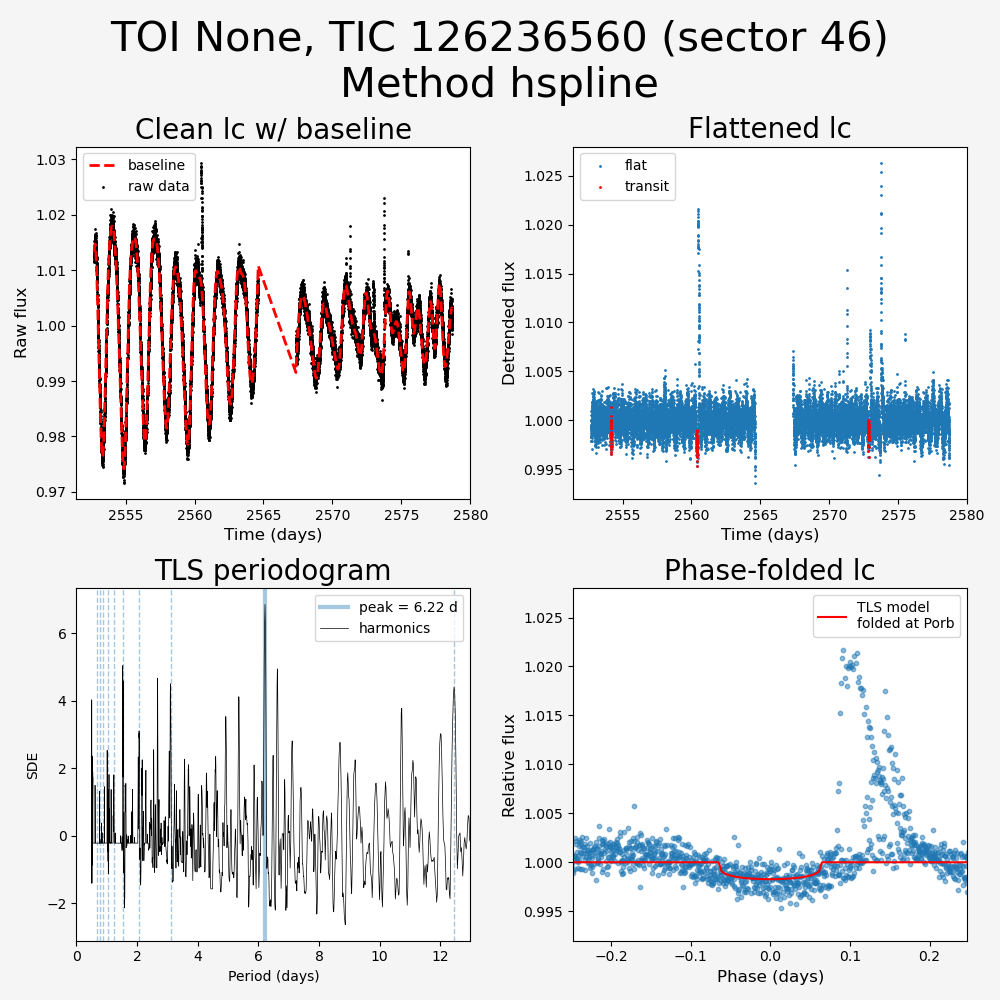 TOI None, TIC 126236560 (sector 46)
Method hspline
Clean lc w/ baseline
baseline
raw data
1.03
1.02
1.01
1.00
0.99
0.98
0.97
Raw flux
2555
2560
2565
2570
2575
2580
Time (days)
Flattened lc
flat
transit
1.025
1.020
1.015
1.010
1.005
1.000
0.995
Detrended flux
2555
2560
2565
2570
2575
2580
Time (days)
TLS periodogram
peak = 6.22 d
harmonics
6
4
2
0
−2
SDE
0
2
4
6
8
10
12
Period (days)
Phase-folded lc
TLS model
folded at Porb
1.025
1.020
1.015
1.010
1.005
1.000
0.995
Relative flux
−0.2
−0.1
0.0
0.1
0.2
Phase (days)